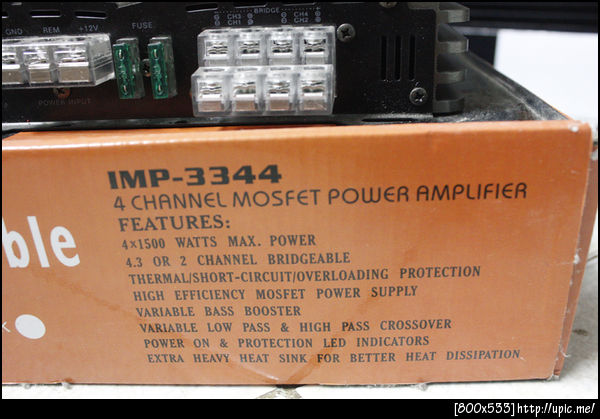 GND REM +12V
FUSE
POWER INPUT
BRIDGE
CH3 CH4
CH1 CH2
ble
IMP-3344
4 CHANNEL MOSFET POWER AMPLIFIER
FEATURES:
4×1500 WATTS MAX. POWER
4.3 OR 2 CHANNEL BRIDGEABLE
THERMAL/SHORT-CIRCUIT/OVERLOADING PROTECTION
HIGH EFFICIENCY MOSFET POWER SUPPLY
VARIABLE BASS BOOSTER
VARIABLE LOW PASS & HIGH PASS CROSSOVER
POWER ON & PROTECTION LED INDICATORS
EXTRA HEAVY HEAT SINK FOR BETTER HEAT DISSIPATION
[800x533]http://upic.me/